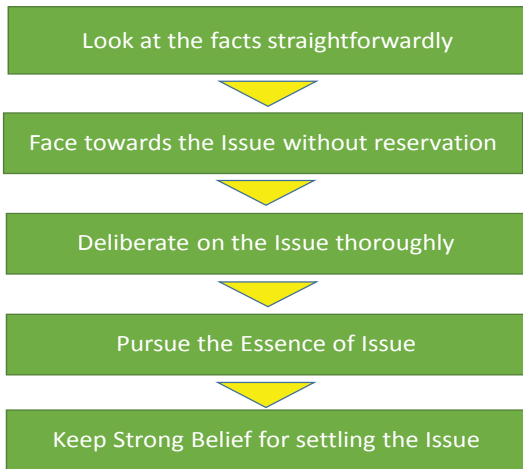 Look at the facts straightforwardly
Face towards the Issue without reservation
Deliberate on the Issue thoroughly
Pursue the Essence of Issue
Keep Strong Belief for settling the Issue